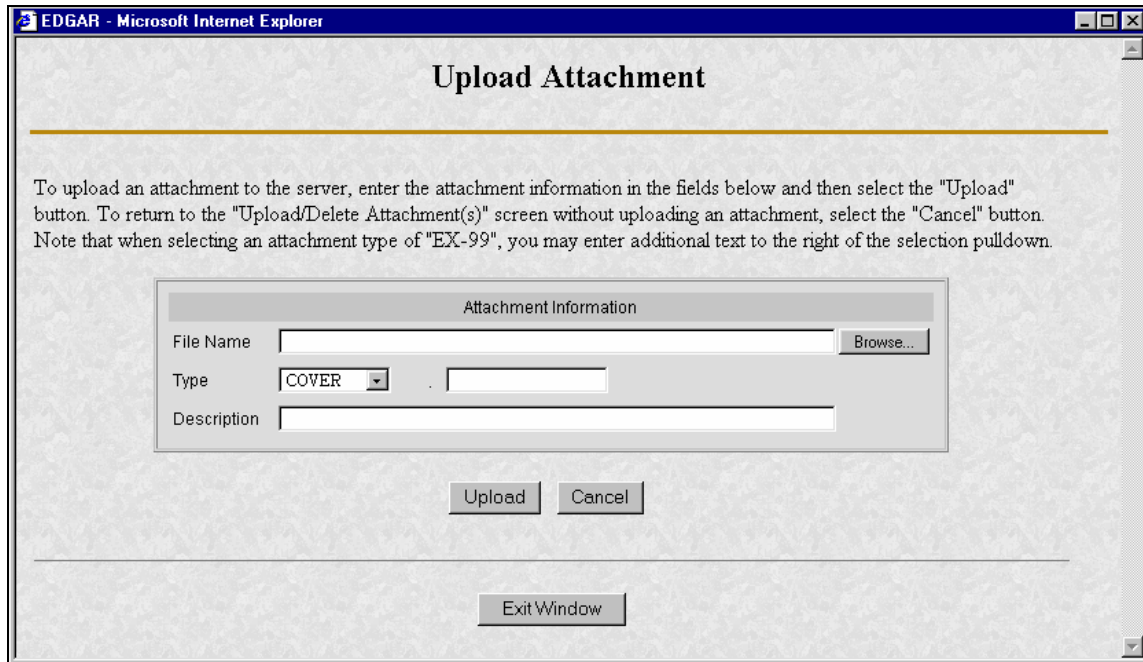 EDGAR - Microsoft Internet Explorer
Upload Attachment
To upload an attachment to the server, enter the attachment information in the fields below and then select the "Upload"
button. To return to the "Upload/Delete Attachment(s)" screen without uploading an attachment, select the "Cancel" button.
Note that when selecting an attachment type of "EX-99", you may enter additional text to the right of the selection pulldown.
Attachment Information
File Name Browse...
Type COVER .
Description
Upload Cancel
Exit Window